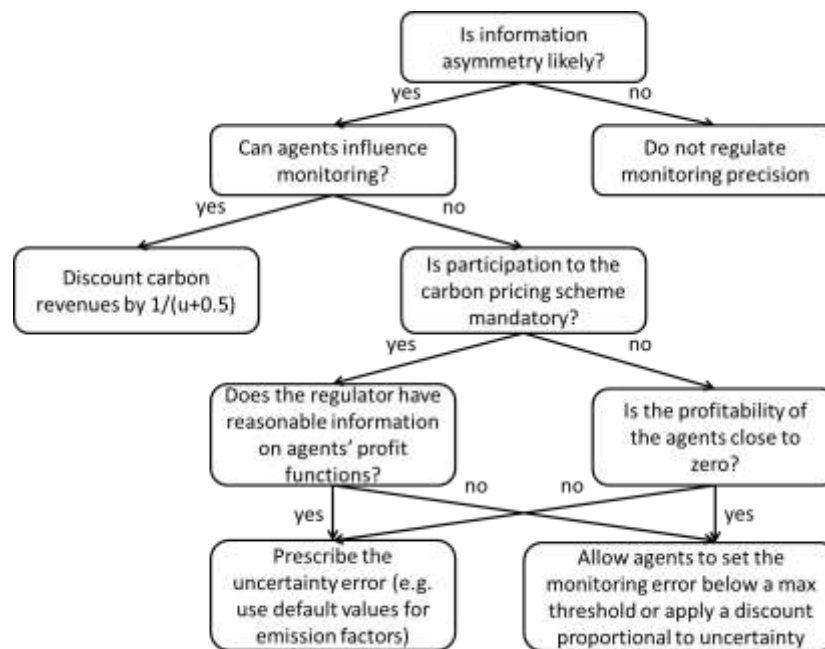 Is information
asymmetry likely?
yes
no
Can agents influence
monitoring?
Do not regulate
monitoring precision
yes
no
Discount carbon
revenues by 1/(u+0.5)
Is participation to the
carbon pricing scheme
mandatory?
yes
no
Does the regulator have
reasonable information
on agents' profit
functions?
Is the profitability of
the agents close to
zero?
yes
no
no
yes
Prescribe the
uncertainty error (e.g.
use default values for
emission factors)
Allow agents to set the
monitoring error below a max
threshold or apply a discount
proportional to uncertainty